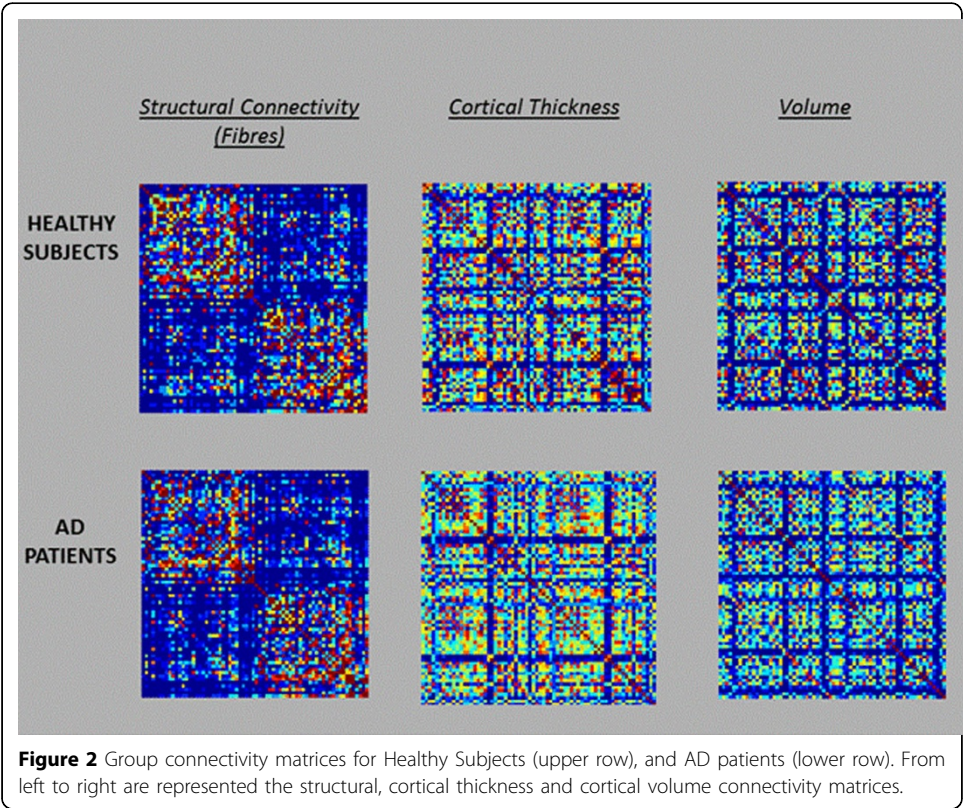 Structural Connectivity
(Fibres)
Cortical Thickness
Volume
HEALTHY
SUBJECTS
AD
PATIENTS
Figure 2 Group connectivity matrices for Healthy Subjects (upper row), and AD patients (lower row). From
left to right are represented the structural, cortical thickness and cortical volume connectivity matrices.